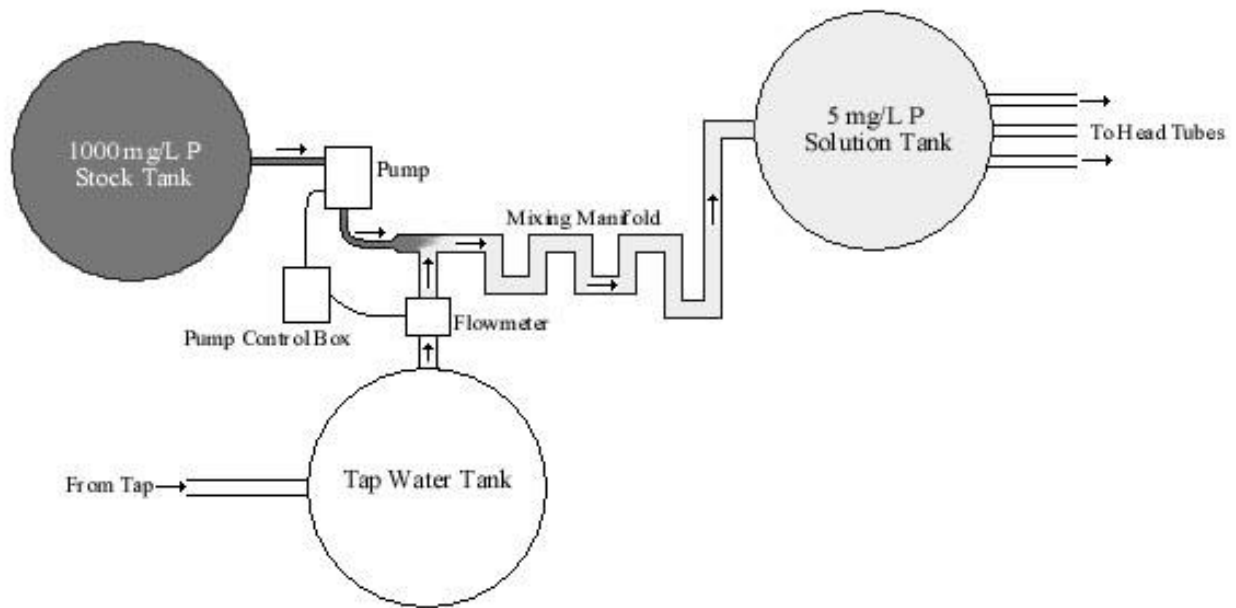 1000 mg/L P
Stock Tank
Pump
5 mg/L P
Solution Tank
To Head Tubes
Mixing Manifold
Pump Control Box
Flowmeter
From Tap
Tap Water Tank